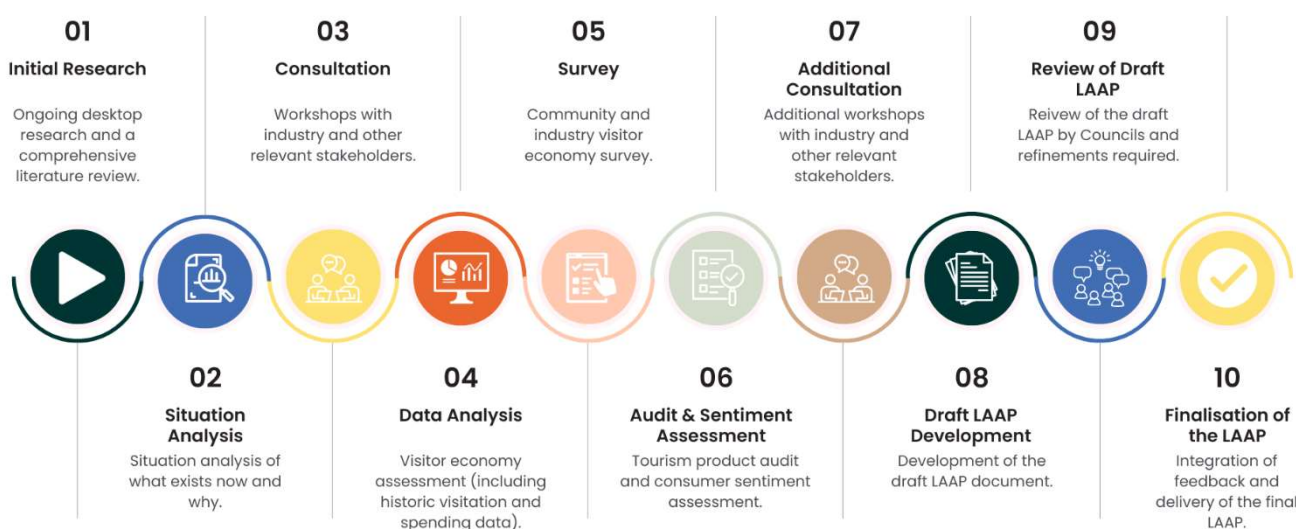 01
Initial Research
Ongoing desktop
research and a
comprehensive
literature review.
03
Consultation
Workshops with
industry and other
relevant stakeholders.
05
Survey
Community and
industry visitor
economy survey.
07
Additional
Consultation
Additional workshops
with industry and
other relevant
stakeholders.
09
Review of Draft
LAAP
Reivew of the draft
LAAP by Councils and
refinements required.
02
Situation
Analysis
Situation analysis of
what exists now and
why.
04
Data Analysis
Visitor economy
assessment (including
historic visitation and
spending data).
06
Audit & Sentiment
Assessment
Tourism product audit
and consumer sentiment
assessment.
08
Draft LAAP
Development
Development of the
draft LAAP document.
10
Finalisation of
the LAAP
Integration of
feedback and
delivery of the final
LAAP.